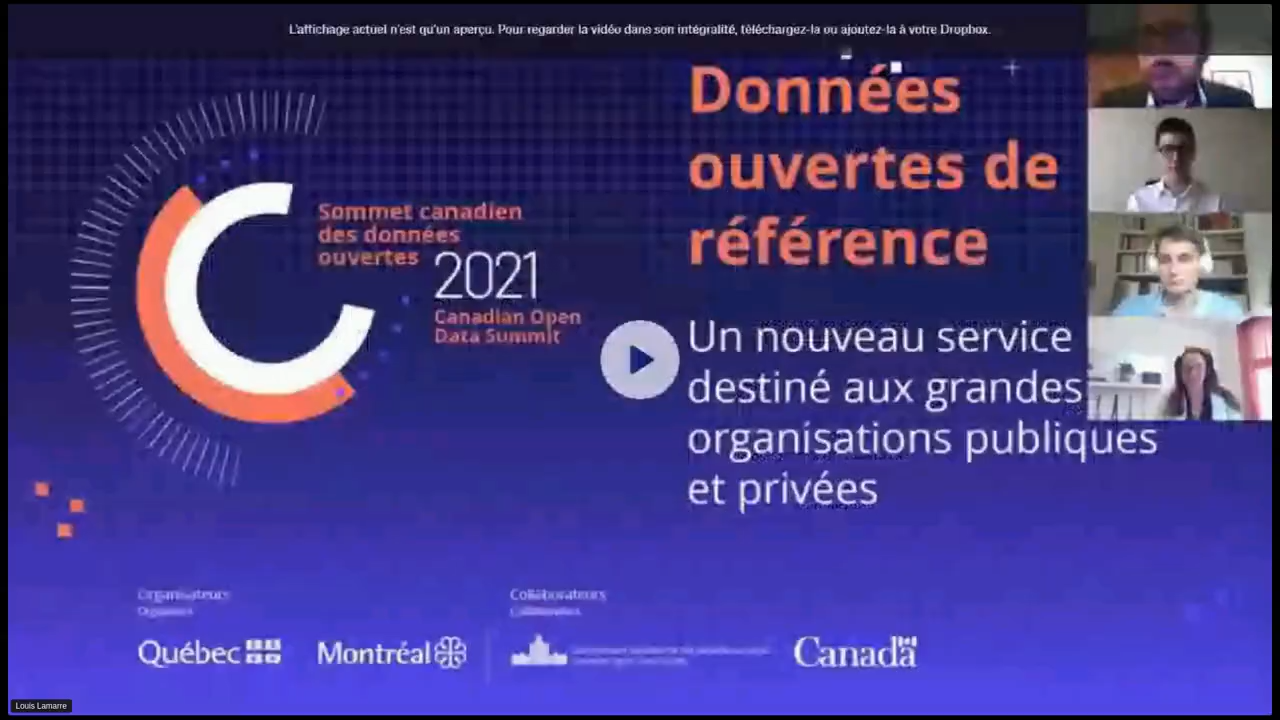 L'affichage actuel n'est qu'un aperçu. Pour regarder la vidéo dans son intégralité, téléchargez-la ou ajoutez-la à votre Dropbox.
Données
ouvertes de
référence
Sommet canadien
des données
ouvertes
2021
Canadian Open
Data Summit
Un nouveau service
destiné aux grandes
organisations publiques
et privées
Organisateurs
Collaborateurs
Québec
Montréal
Canada
Louis Lamarre